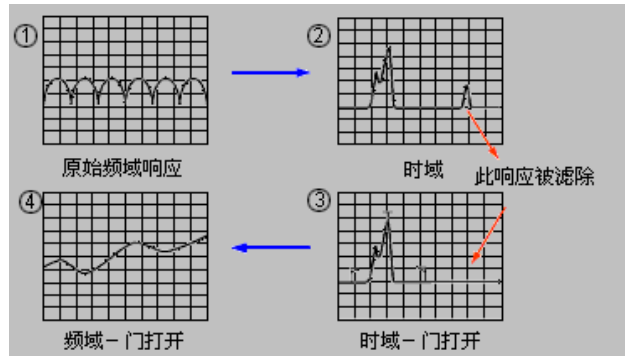 ①
②
原始频域响应
时域
此响应被滤除
④
③
频域－门打开
时域－门打开